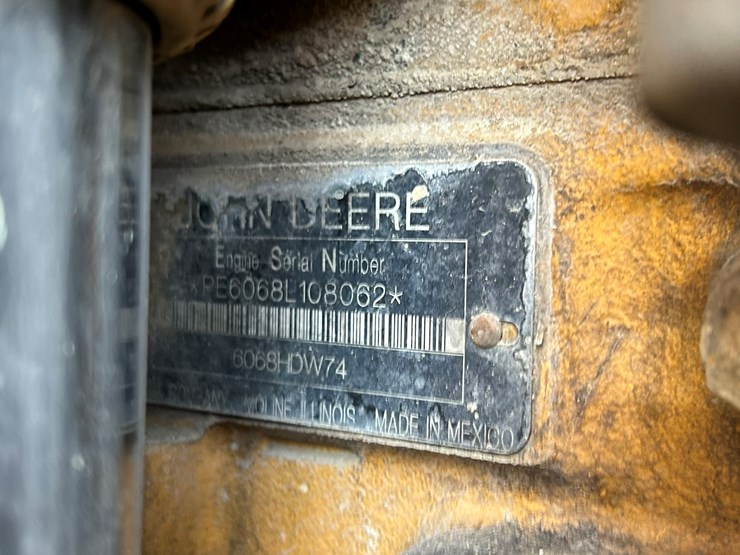 JOHN DEERE
Engine Serial Number
*PE6068L108062*
6068HDW74
MOLINE ILLINOIS MADE IN MEXICO